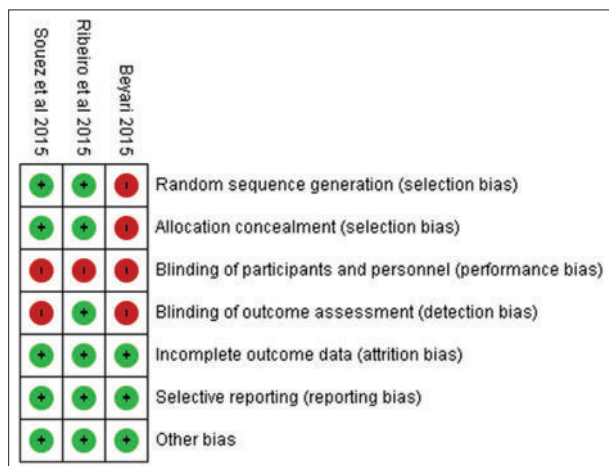 Souez et al 2015
Ribeiro et al 2015
Beyari 2015
+ + - Random sequence generation (selection bias)
+ + - Allocation concealment (selection bias)
- - - Blinding of participants and personnel (performance bias)
- + - Blinding of outcome assessment (detection bias)
+ + + Incomplete outcome data (attrition bias)
+ + + Selective reporting (reporting bias)
+ + + Other bias